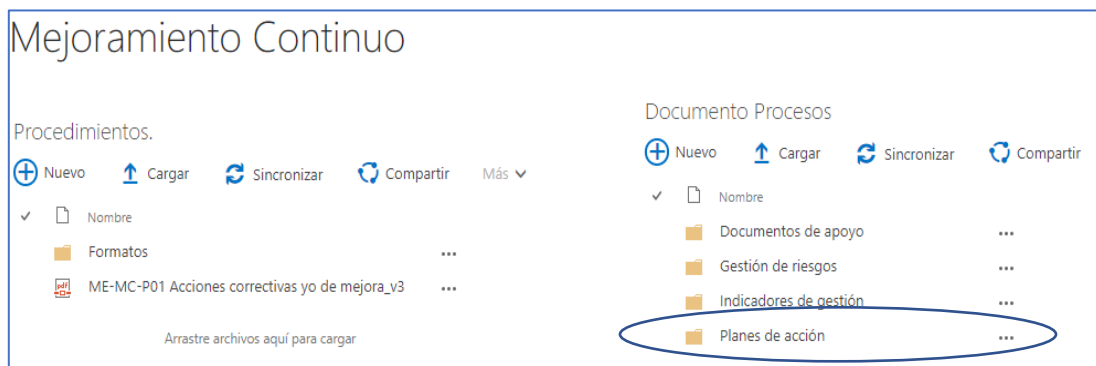 Mejoramiento Continuo
Procedimientos.
Nuevo Cargar Sincronizar Compartir Más
Nombre
Formatos ...
pdf ME-MC-P01 Acciones correctivas yo de mejora_v3 ...
Arrastre archivos aquí para cargar
Documento Procesos
Nuevo Cargar Sincronizar Compartir
Nombre
Documentos de apoyo ...
Gestión de riesgos ...
Indicadores de gestión ...
Planes de acción ...